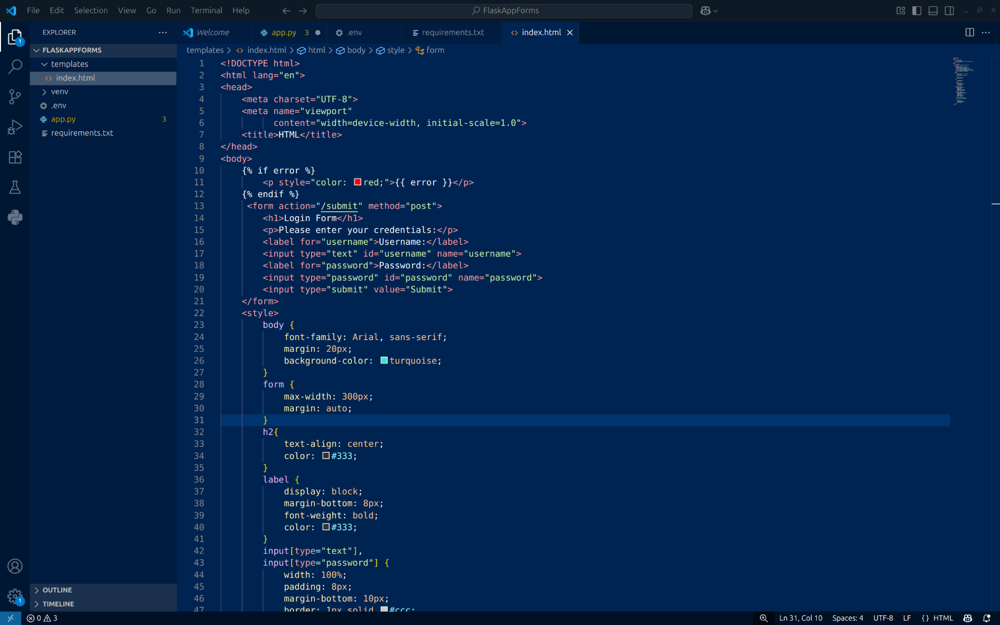 File Edit Selection View Go Run Terminal Help FlaskAppForms
EXPLORER
Welcome app.py 3 .env requirements.txt index.html
FLASKAPPFORMS
templates
index.html
venv
.env
app.py 3
requirements.txt
OUTLINE
TIMELINE
1
1
templates > index.html > html > body > style > form
1 <!DOCTYPE html>
2 <html lang="en">
3 <head>
4 <meta charset="UTF-8">
5 <meta name="viewport"
6 content="width=device-width, initial-scale=1.0">
7 <title>HTML</title>
8 </head>
9 <body>
10 {% if error %}
11 <p style="color: red;">{{ error }}</p>
12 {% endif %}
13 <form action="/submit" method="post">
14 <h1>Login Form</h1>
15 <p>Please enter your credentials:</p>
16 <label for="username">Username:</label>
17 <input type="text" id="username" name="username">
18 <label for="password">Password:</label>
19 <input type="password" id="password" name="password">
20 <input type="submit" value="Submit">
21 </form>
22 <style>
23 body {
24 font-family: Arial, sans-serif;
25 margin: 20px;
26 background-color: turquoise;
27 }
28 form {
29 max-width: 300px;
30 margin: auto;
31 }
32 h2{
33 text-align: center;
34 color: #333;
35 }
36 label {
37 display: block;
38 margin-bottom: 8px;
39 font-weight: bold;
40 color: #333;
41 }
42 input[type="text"],
43 input[type="password"] {
44 width: 100%;
45 padding: 8px;
46 margin-bottom: 10px;
47 border: 1px solid #ccc;
0 3 Ln 31, Col 10 Spaces: 4 UTF-8 LF {} HTML